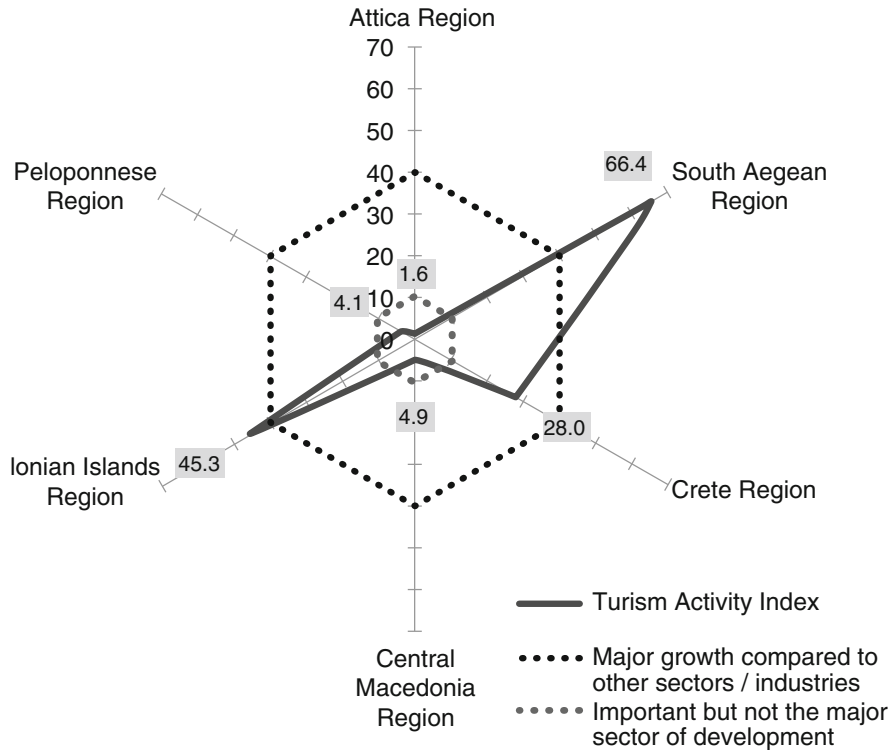 Attica Region
70
60
50
40
30
20
10
0
1.6
66.4
South Aegean
Region
28.0
Crete Region
4.9
Central
Macedonia
Region
45.3
Ionian Islands
Region
4.1
Peloponnese
Region
Turism Activity Index
Major growth compared to
other sectors / industries
Important but not the major
sector of development